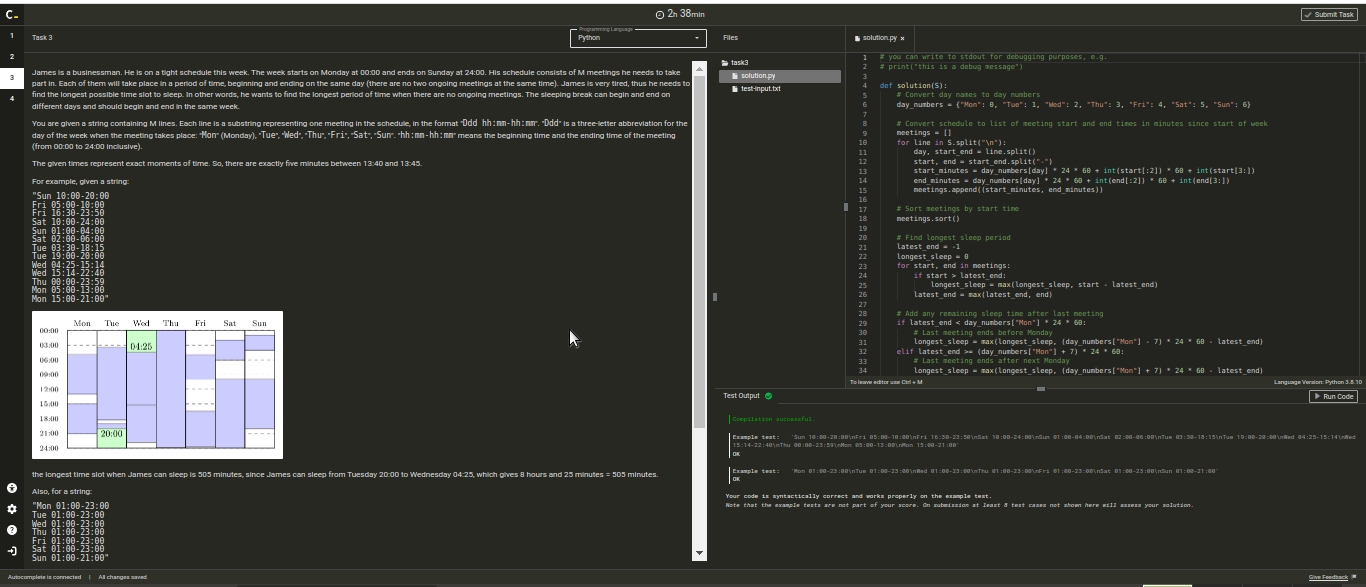 C.
2h 38min
Submit Task
1
2
3
4
Task 3
Programming Language
Python
James is a businessman. He is on a tight schedule this week. The week starts on Monday at 00:00 and ends on Sunday at 24:00. His schedule consists of M meetings he needs to take
part in. Each of them will take place in a period of time, beginning and ending on the same day (there are no two ongoing meetings at the same time). James is very tired, thus he needs to
find the longest possible time slot to sleep. In other words, he wants to find the longest period of time when there are no ongoing meetings. The sleeping break can begin and end on
different days and should begin and end in the same week.
You are given a string containing M lines. Each line is a substring representing one meeting in the schedule, in the format "Ddd hh:mm-hh:mm". "Ddd" is a three-letter abbreviation for the
day of the week when the meeting takes place: "Mon" (Monday), "Tue", "Wed", "Thu", "Fri", "Sat", "Sun". "hh:mm-hh:mm" means the beginning time and the ending time of the meeting
(from 00:00 to 24:00 inclusive).
The given times represent exact moments of time. So, there are exactly five minutes between 13:40 and 13:45.
For example, given a string:
"Sun 10:00-20:00
Fri 05:00-10:00
Fri 16:30-23:50
Sat 10:00-24:00
Sun 01:00-04:00
Sat 02:00-06:00
Tue 03:30-18:15
Tue 19:00-20:00
Wed 04:25-15:14
Wed 15:14-22:40
Thu 00:00-23:59
Mon 05:00-13:00
Mon 15:00-21:00"
Mon Tue Wed Thu Fri Sat Sun
00:00
03:00
04:25
06:00
09:00
12:00
15:00
18:00
21:00
20:00
24:00
the longest time slot when James can sleep is 505 minutes, since James can sleep from Tuesday 20:00 to Wednesday 04:25, which gives 8 hours and 25 minutes = 505 minutes.
Also, for a string:
"Mon 01:00-23:00
Tue 01:00-23:00
Wed 01:00-23:00
Thu 01:00-23:00
Fri 01:00-23:00
Sat 01:00-23:00
Sun 01:00-21:00"
Files
task3
solution.py
test-input.txt
solution.py ×
1 # you can write to stdout for debugging purposes, e.g.
2 # print("this is a debug message")
3
4 def solution(S):
5 # Convert day names to day numbers
6 day_numbers = {"Mon": 0, "Tue": 1, "Wed": 2, "Thu": 3, "Fri": 4, "Sat": 5, "Sun": 6}
7
8 # Convert schedule to list of meeting start and end times in minutes since start of week
9 meetings = []
10 for line in S.split("\n"):
11 day, start_end = line.split()
12 start, end = start_end.split("-")
13 start_minutes = day_numbers[day] * 24 * 60 + int(start[:2]) * 60 + int(start[3:])
14 end_minutes = day_numbers[day] * 24 * 60 + int(end[:2]) * 60 + int(end[3:])
15 meetings.append((start_minutes, end_minutes))
16
17 # Sort meetings by start time
18 meetings.sort()
19
20 # Find longest sleep period
21 latest_end = -1
22 longest_sleep = 0
23 for start, end in meetings:
24 if start > latest_end:
25 longest_sleep = max(longest_sleep, start - latest_end)
26 latest_end = max(latest_end, end)
27
28 # Add any remaining sleep time after last meeting
29 if latest_end < day_numbers["Mon"] * 24 * 60:
30 # Last meeting ends before Monday
31 longest_sleep = max(longest_sleep, (day_numbers["Mon"] - 7) * 24 * 60 - latest_end)
32 elif latest_end >= (day_numbers["Mon"] + 7) * 24 * 60:
33 # Last meeting ends after next Monday
34 longest_sleep = max(longest_sleep, (day_numbers["Mon"] + 7) * 24 * 60 - latest_end)
To leave editor use Ctrl + M
Language Version: Python 3.8.10
Test Output
Run Code
Compilation successful.
Example test: 'Sun 10:00-20:00\nFri 05:00-10:00\nFri 16:30-23:50\nSat 10:00-24:00\nSun 01:00-04:00\nSat 02:00-06:00\nTue 03:30-18:15\nTue 19:00-20:00\nWed 04:25-15:14\nWed
15:14-22:40\nThu 00:00-23:59\nMon 05:00-13:00\nMon 15:00-21:00'
OK
Example test: 'Mon 01:00-23:00\nTue 01:00-23:00\nWed 01:00-23:00\nThu 01:00-23:00\nFri 01:00-23:00\nSat 01:00-23:00\nSun 01:00-21:00'
OK
Your code is syntactically correct and works properly on the example test.
Note that the example tests are not part of your score. On submission at least 8 test cases not shown here will assess your solution.
Autocomplete is connected | All changes saved
Give Feedback